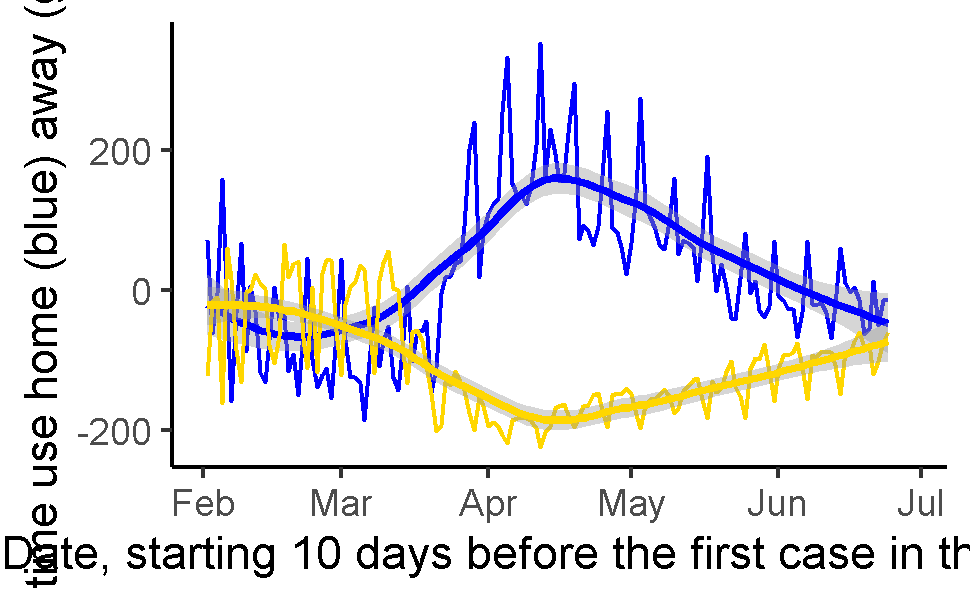 time use home (blue) away (g
200
0
-200
Feb Mar Apr May Jun Jul
Date, starting 10 days before the first case in th